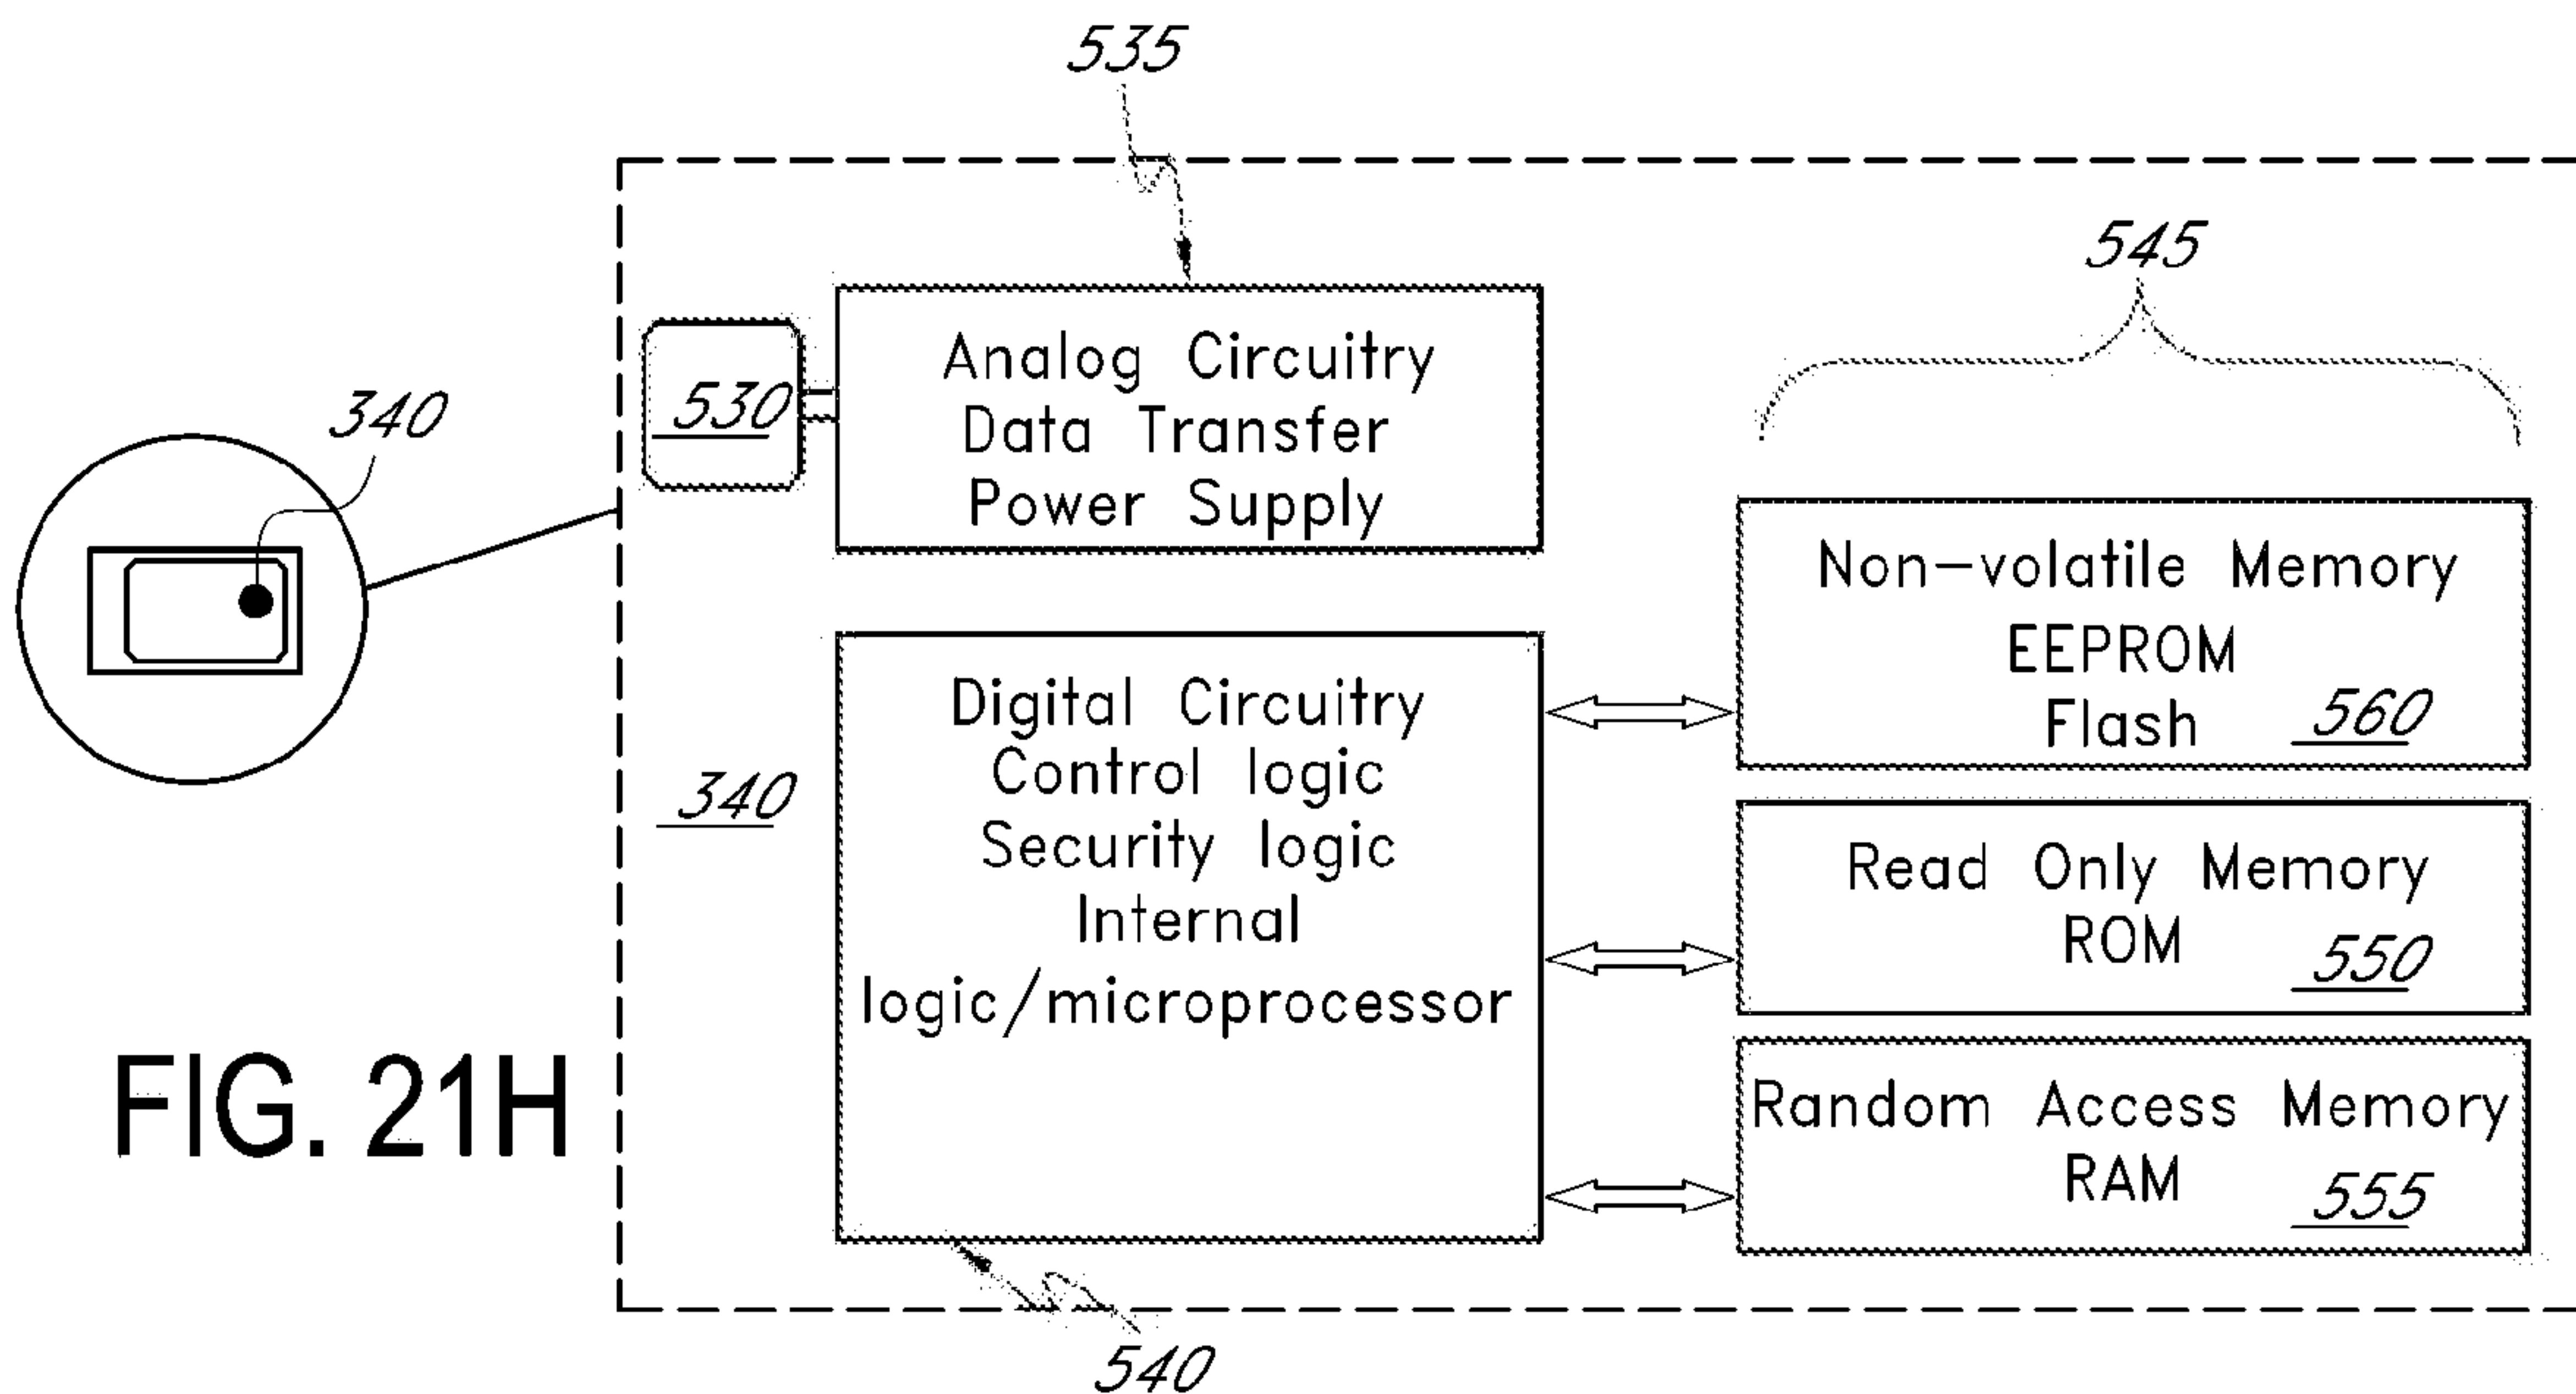 535
545
530
Analog Circuitry
Data Transfer
Power Supply
340
Non-volatile Memory
EEPROM
Flash 560
Digital Circuitry
Control logic
Security logic
Internal
logic/microprocessor
340
Read Only Memory
ROM 550
Random Access Memory
RAM 555
FIG. 21H
540